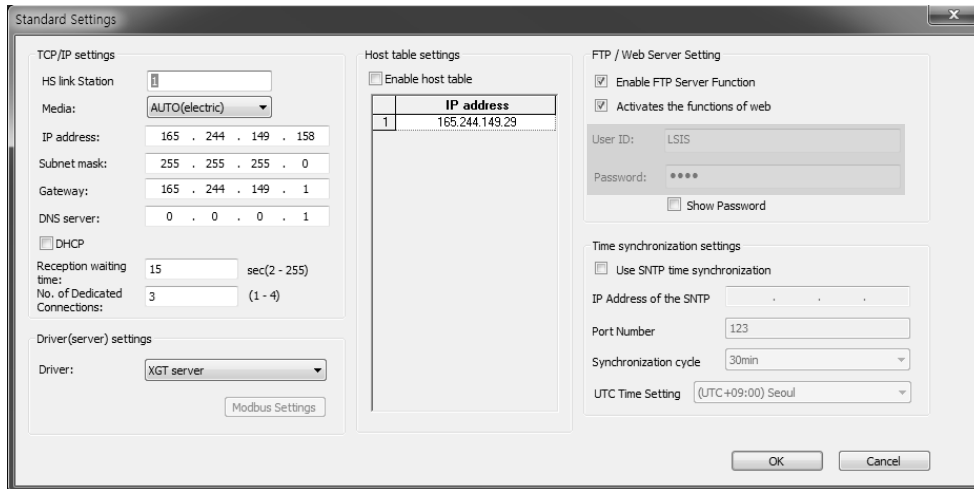 Standard Settings
x
TCP/IP settings
HS link Station 1
Media: AUTO(electric)
IP address: 165 . 244 . 149 . 158
Subnet mask: 255 . 255 . 255 . 0
Gateway: 165 . 244 . 149 . 1
DNS server: 0 . 0 . 0 . 1
DHCP
Reception waiting
time: 15 sec(2 - 255)
No. of Dedicated
Connections: 3 (1 - 4)
Driver(server) settings
Driver: XGT server
Modbus Settings
Host table settings
Enable host table
IP address
1 165.244.149.29
FTP / Web Server Setting
Enable FTP Server Function
Activates the functions of web
User ID: LSIS
Password: ●●●●
Show Password
Time synchronization settings
Use SNTP time synchronization
IP Address of the SNTP . . .
Port Number 123
Synchronization cycle 30min
UTC Time Setting (UTC+09:00) Seoul
OK Cancel